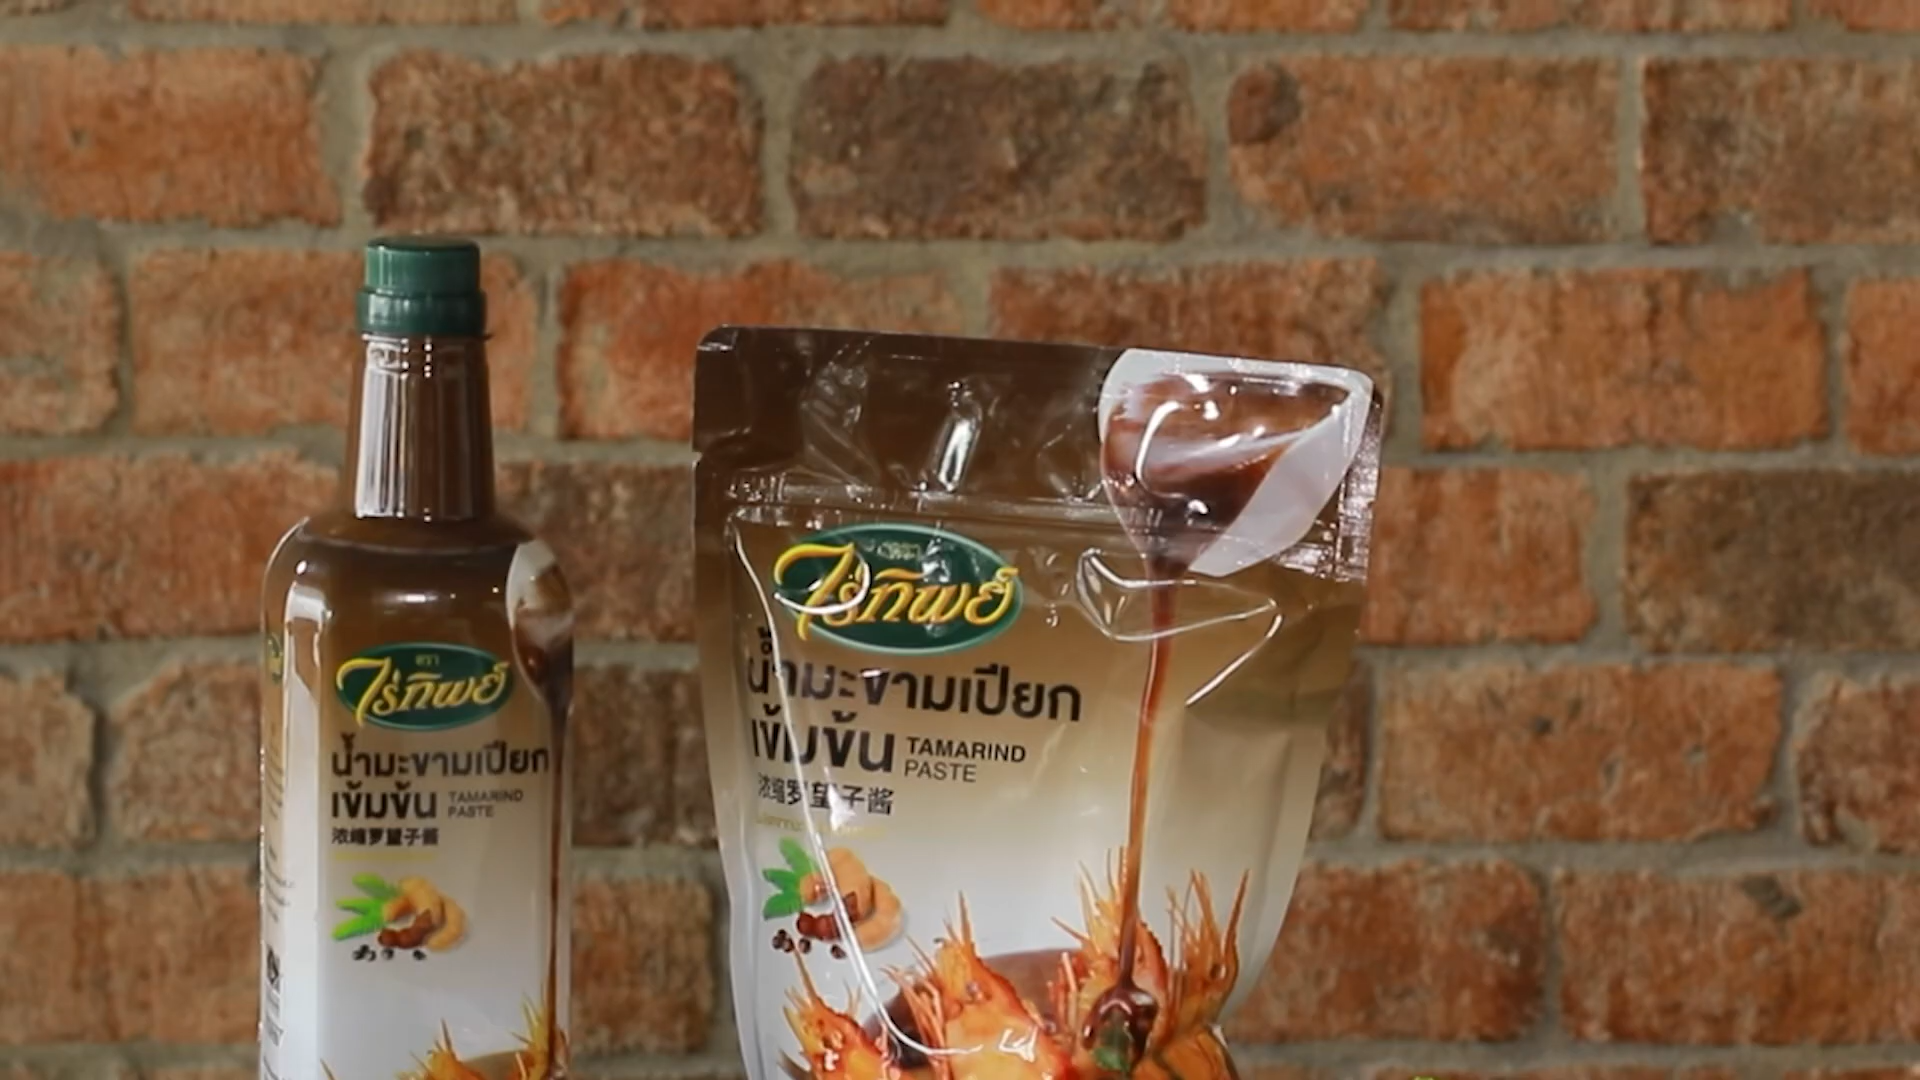 ตรา
ไร่ทิพย์
น้ำมะขามเปียก
เข้มข้น
TAMARIND
PASTE
浓缩罗望子酱
ไร่ทิพย์
น้ำมะขามเปียก
เข้มข้น
TAMARIND
PASTE
浓缩罗望子酱